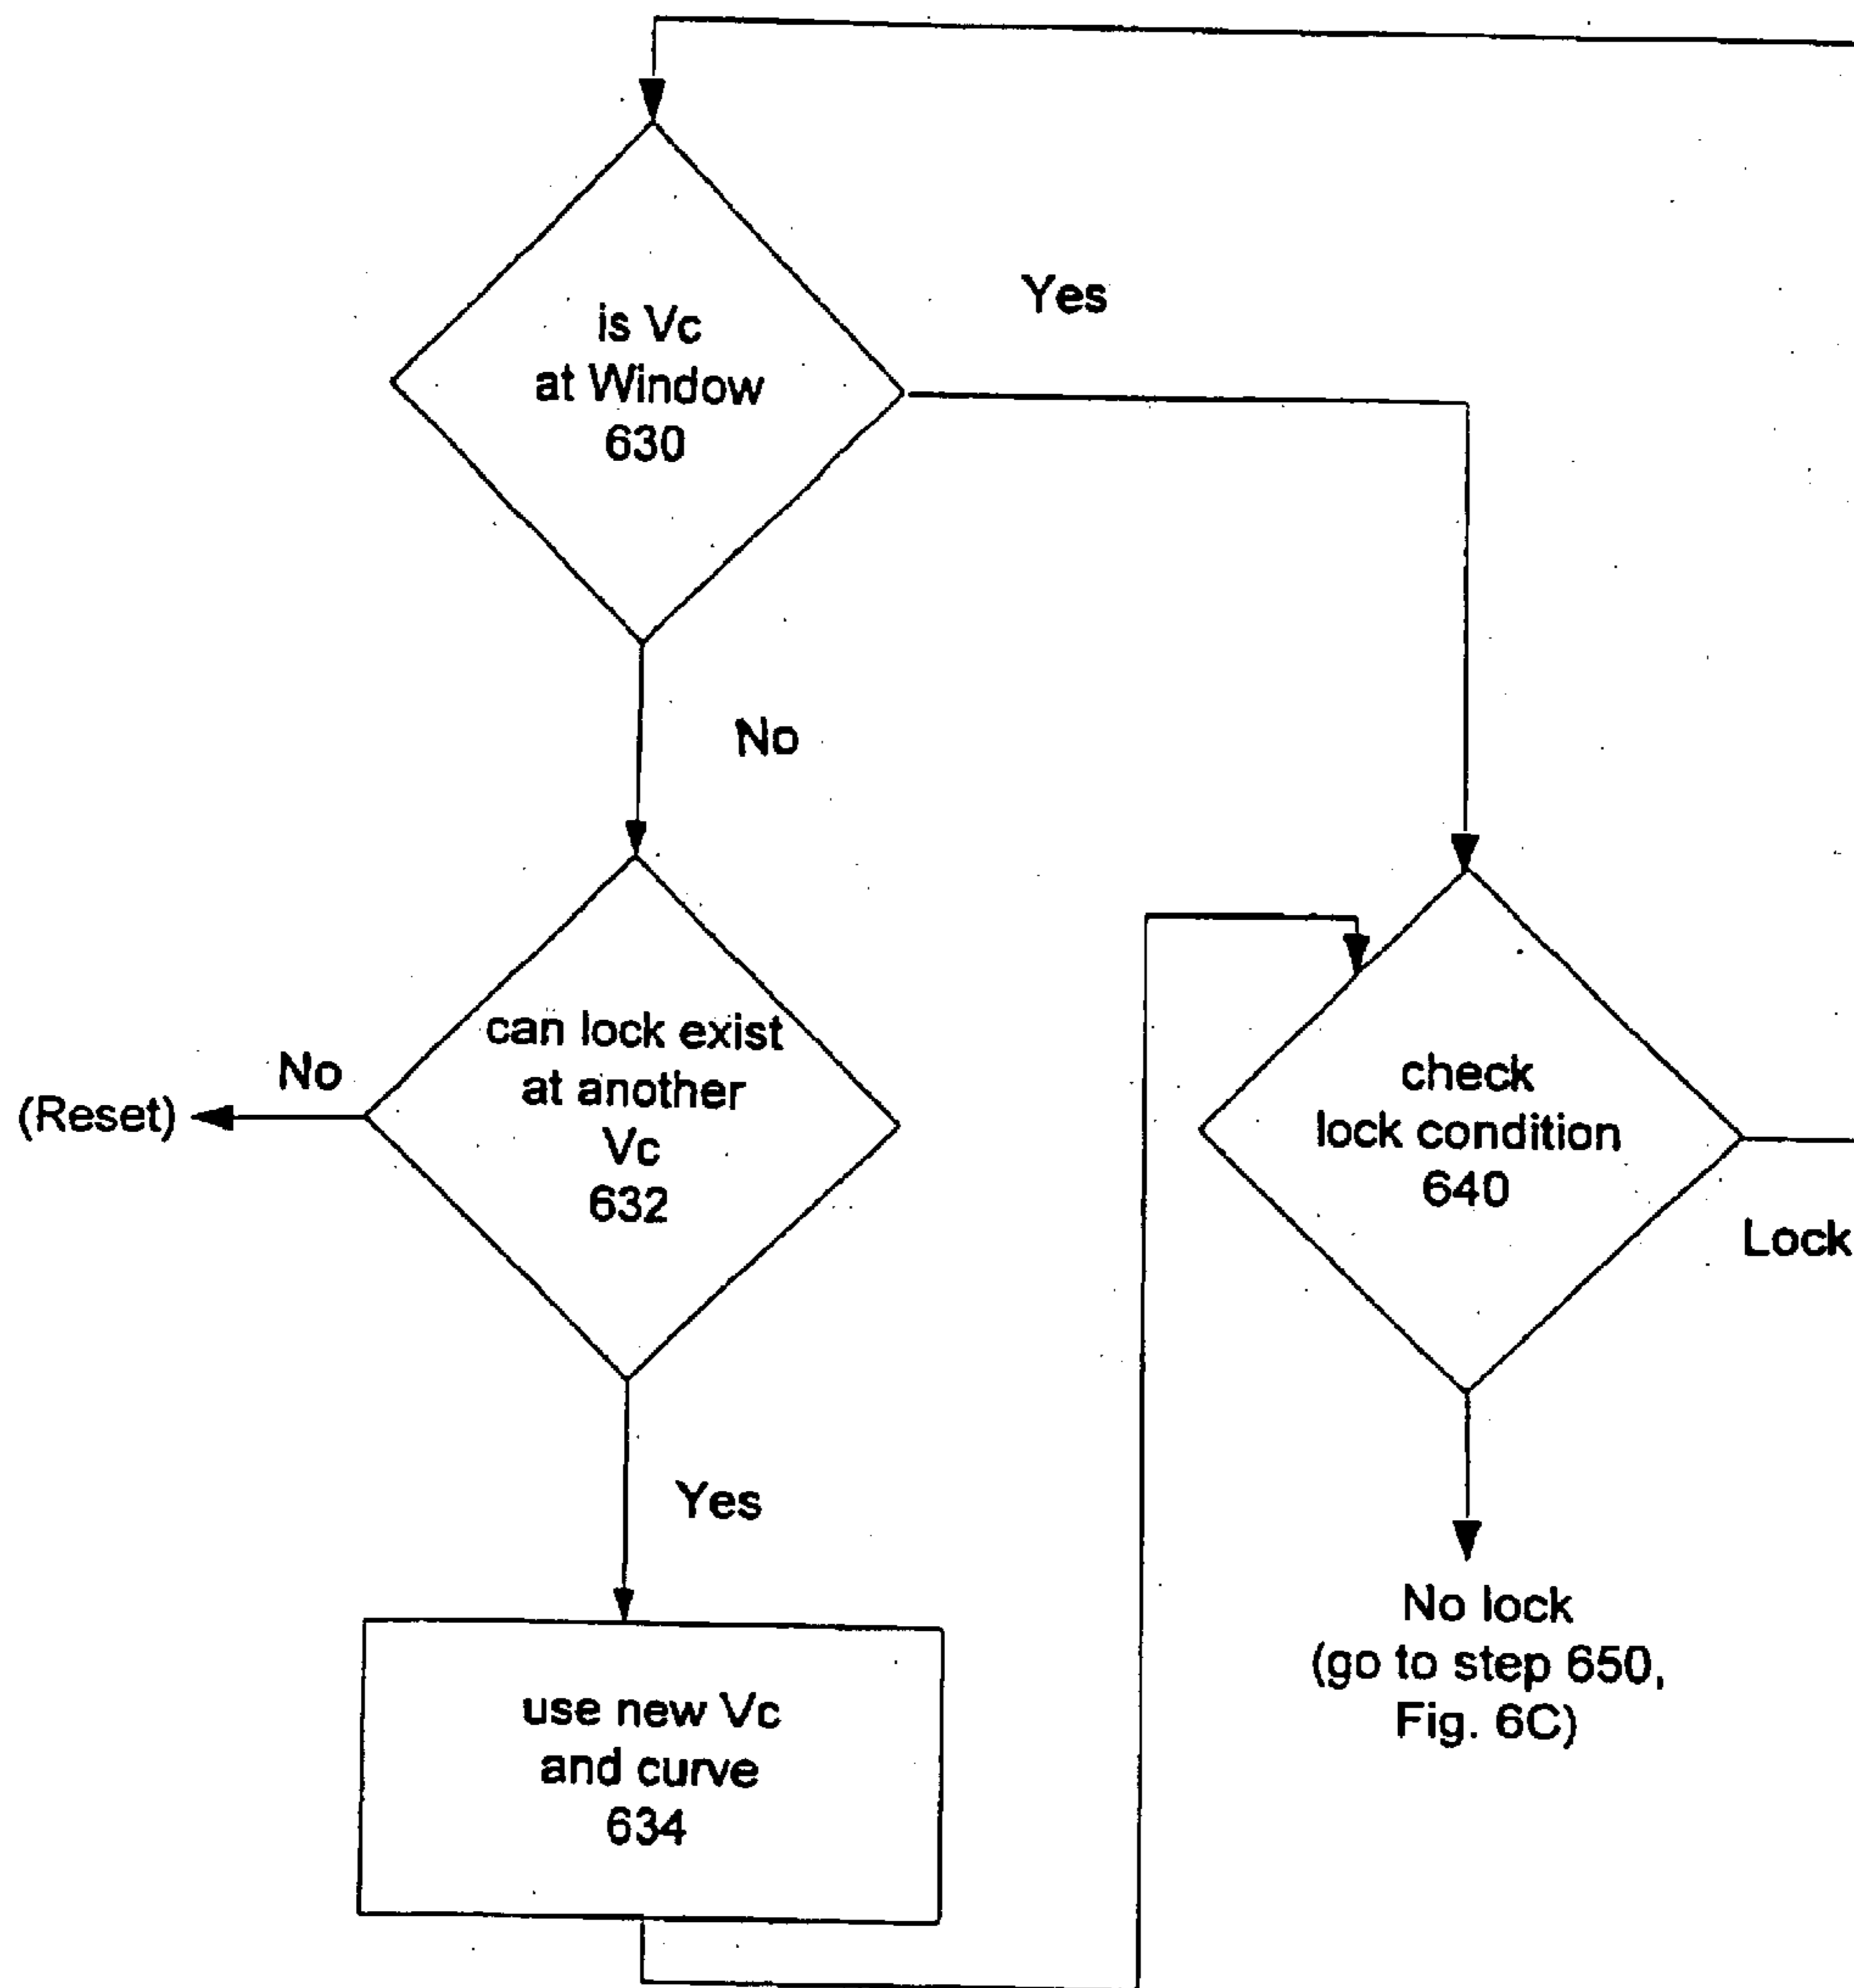 is Vc
at Window
630
Yes
No
can lock exist
at another
Vc
632
No
(Reset)
Yes
use new Vc
and curve
634
check
lock condition
640
Lock
No lock
(go to step 650,
Fig. 6C)